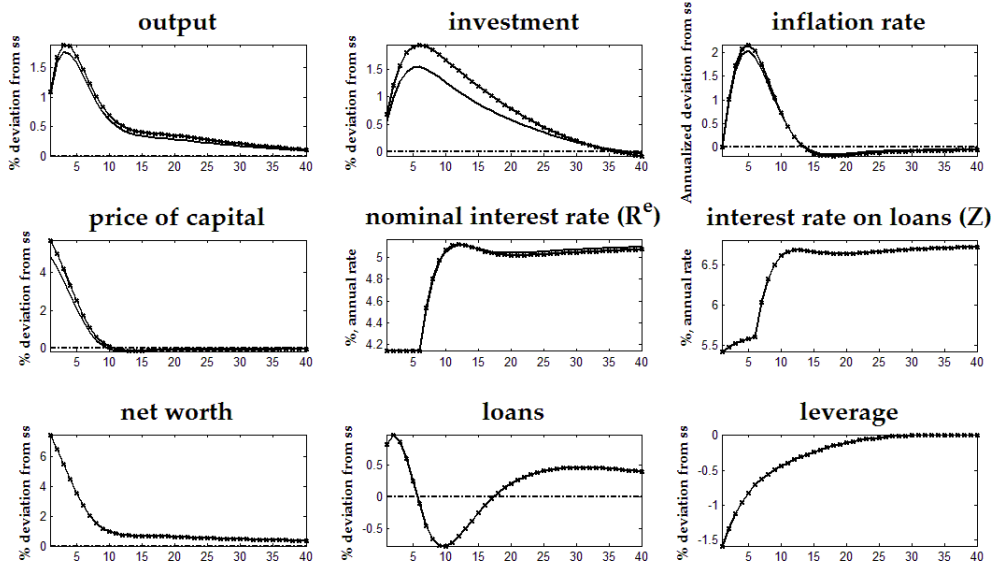 output
% deviation from ss
1.5
1
0.5
0
5 10 15 20 25 30 35 40
investment
% deviation from ss
1.5
1
0.5
0
5 10 15 20 25 30 35 40
inflation rate
Annualized deviation from ss
2
1.5
1
0.5
0
5 10 15 20 25 30 35 40
price of capital
% deviation from ss
4
2
0
5 10 15 20 25 30 35 40
nominal interest rate (R^e)
%, annual rate
5
4.8
4.6
4.4
4.2
5 10 15 20 25 30 35 40
interest rate on loans (Z)
%, annual rate
6.5
6
5.5
5 10 15 20 25 30 35 40
net worth
% deviation from ss
6
4
2
0
5 10 15 20 25 30 35 40
loans
% deviation from ss
0.5
0
-0.5
5 10 15 20 25 30 35 40
leverage
% deviation from ss
0
-0.5
-1
-1.5
5 10 15 20 25 30 35 40